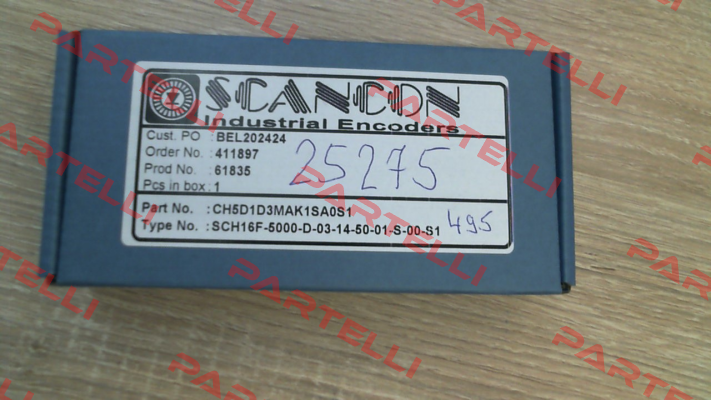 SCANCON
Industrial Encoders
Cust. PO : BEL202424
Order No. : 411897
Prod No. : 61835
Pcs in box : 1
25275
Part No. : CH5D1D3MAK1SA0S1
Type No. : SCH16F-5000-D-03-14-50-01-S-00-S1
495
PARTELLI
PARTELLI
PARTELLI
PARTELLI
PARTELLI
PARTELLI
PARTELLI